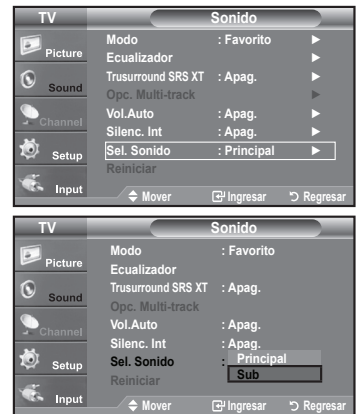 TV Sonido
Picture
Sound
Channel
Setup
Input
Modo : Favorito ►
Ecualizador ►
Trusurround SRS XT : Apag. ►
Opc. Multi-track ►
Vol.Auto : Apag. ►
Silenc. Int : Apag. ►
Sel. Sonido : Principal ►
Reiniciar
Mover Ingresar Regresar
TV Sonido
Picture
Sound
Channel
Setup
Input
Modo : Favorito
Ecualizador
Trusurround SRS XT : Apag.
Opc. Multi-track
Vol.Auto : Apag.
Silenc. Int : Apag.
Sel. Sonido : Principal
Sub
Reiniciar
Mover Ingresar Regresar